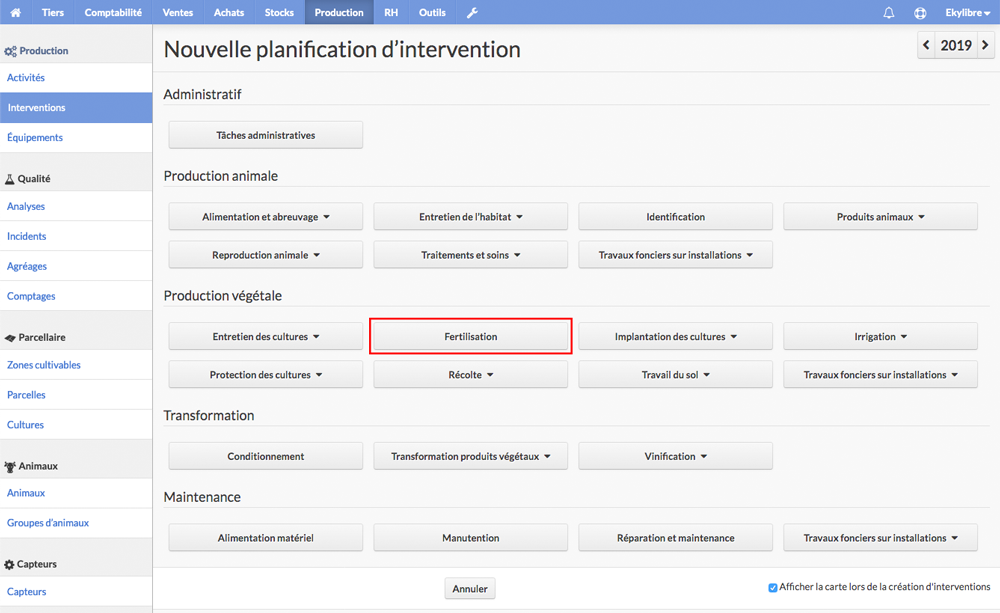 Tiers Comptabilité Ventes Achats Stocks Production RH Outils Ekylibre
Production
Activités
Interventions
Équipements
Qualité
Analyses
Incidents
Agréages
Comptages
Parcellaire
Zones cultivables
Parcelles
Cultures
Animaux
Animaux
Groupes d'animaux
Capteurs
Capteurs
Nouvelle planification d'intervention 2019
Administratif
Tâches administratives
Production animale
Alimentation et abreuvage Entretien de l'habitat Identification Produits animaux
Reproduction animale Traitements et soins Travaux fonciers sur installations
Production végétale
Entretien des cultures Fertilisation Implantation des cultures Irrigation
Protection des cultures Récolte Travail du sol Travaux fonciers sur installations
Transformation
Conditionnement Transformation produits végétaux Vinification
Maintenance
Alimentation matériel Manutention Réparation et maintenance Travaux fonciers sur installations
Annuler Afficher la carte lors de la création d'interventions